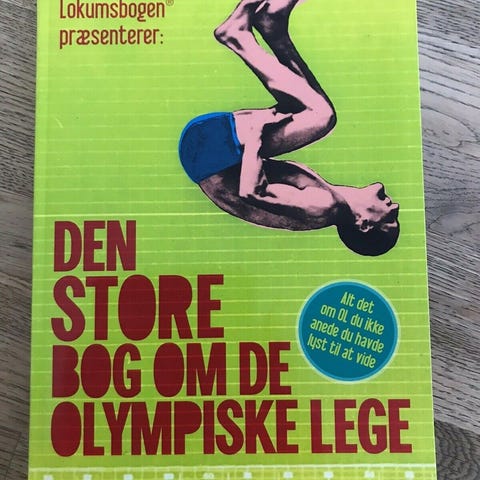 Lokumsbogen®
præsenterer:
DEN
STORE
BOG OM DE
OLYMPISKE LEGE
Alt det
om OL du ikke
anede du havde
lyst til at vide